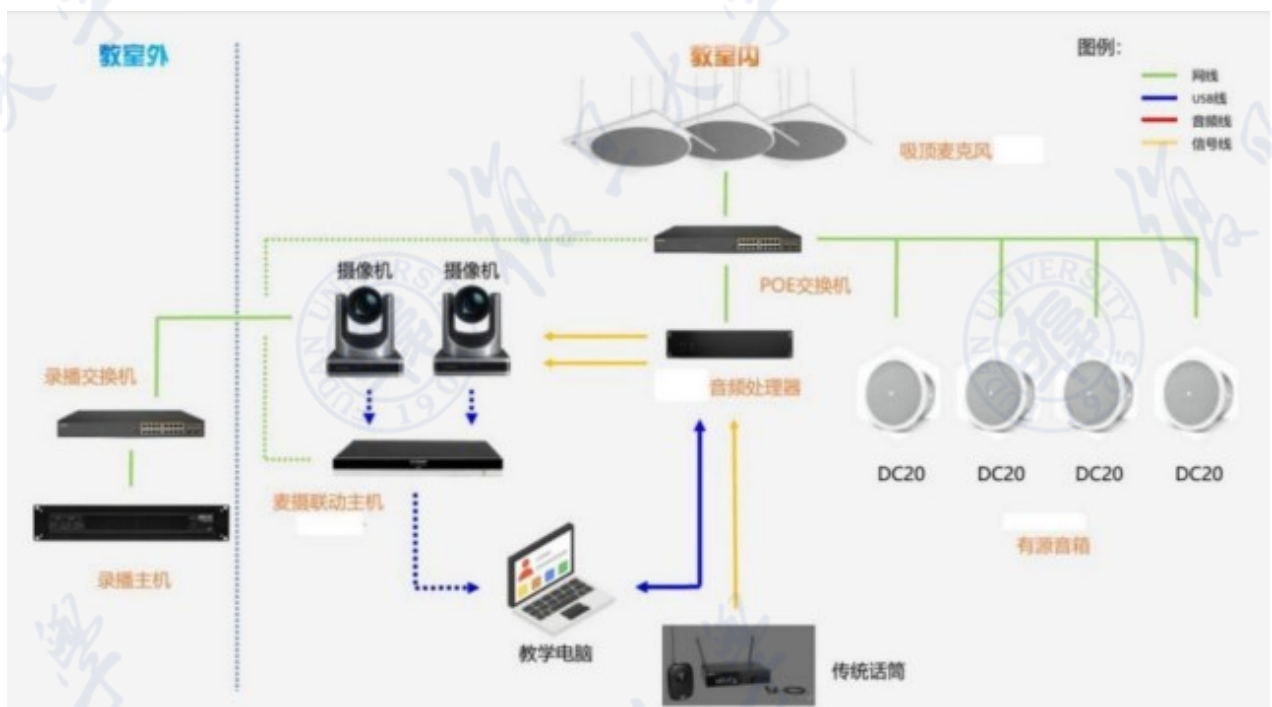 教室外
教室内
图例：
网线
USB线
音频线
信号线
吸顶麦克风
摄像机
摄像机
POE交换机
录播交换机
音频处理器
DC20
DC20
DC20
DC20
麦摄联动主机
有源音箱
录播主机
教学电脑
传统话筒